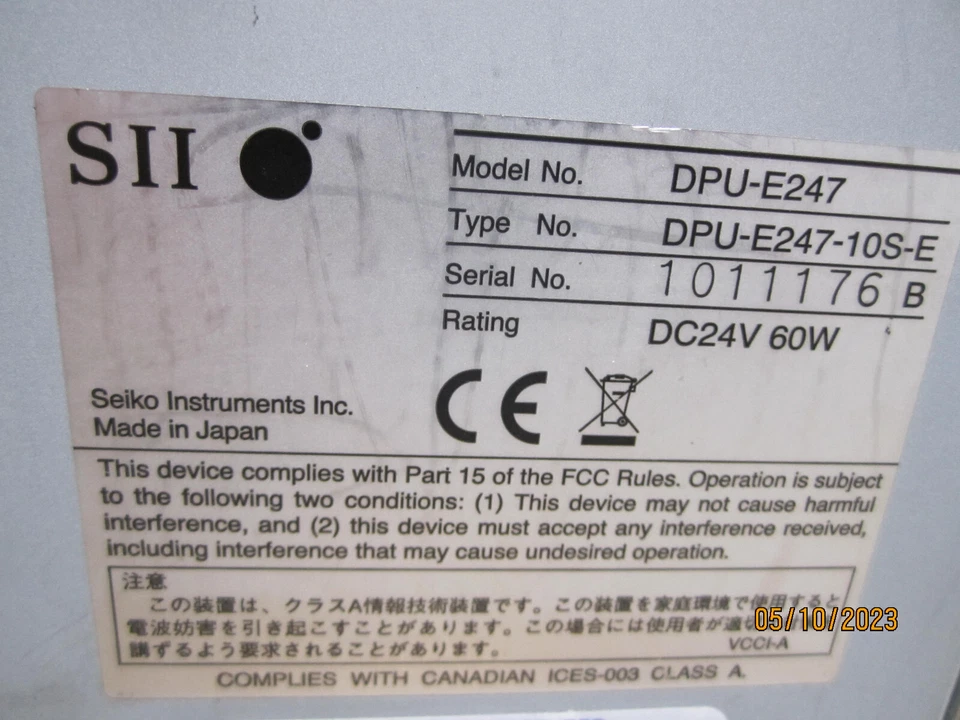 SII
Model No. DPU-E247
Type No. DPU-E247-10S-E
Serial No. 1011176 B
Rating DC24V 60W
CE
Seiko Instruments Inc.
Made in Japan
This device complies with Part 15 of the FCC Rules. Operation is subject
to the following two conditions: (1) This device may not cause harmful
interference, and (2) this device must accept any interference received,
including interference that may cause undesired operation.
注意
この装置は、クラスA情報技術装置です。この装置を家庭環境で使用すると
電波妨害を引き起こすことがあります。この場合には使用者が適切
講ずるよう要求されることがあります。 VCCI-A
COMPLIES WITH CANADIAN ICES-003 CLASS A.
05/10/2023